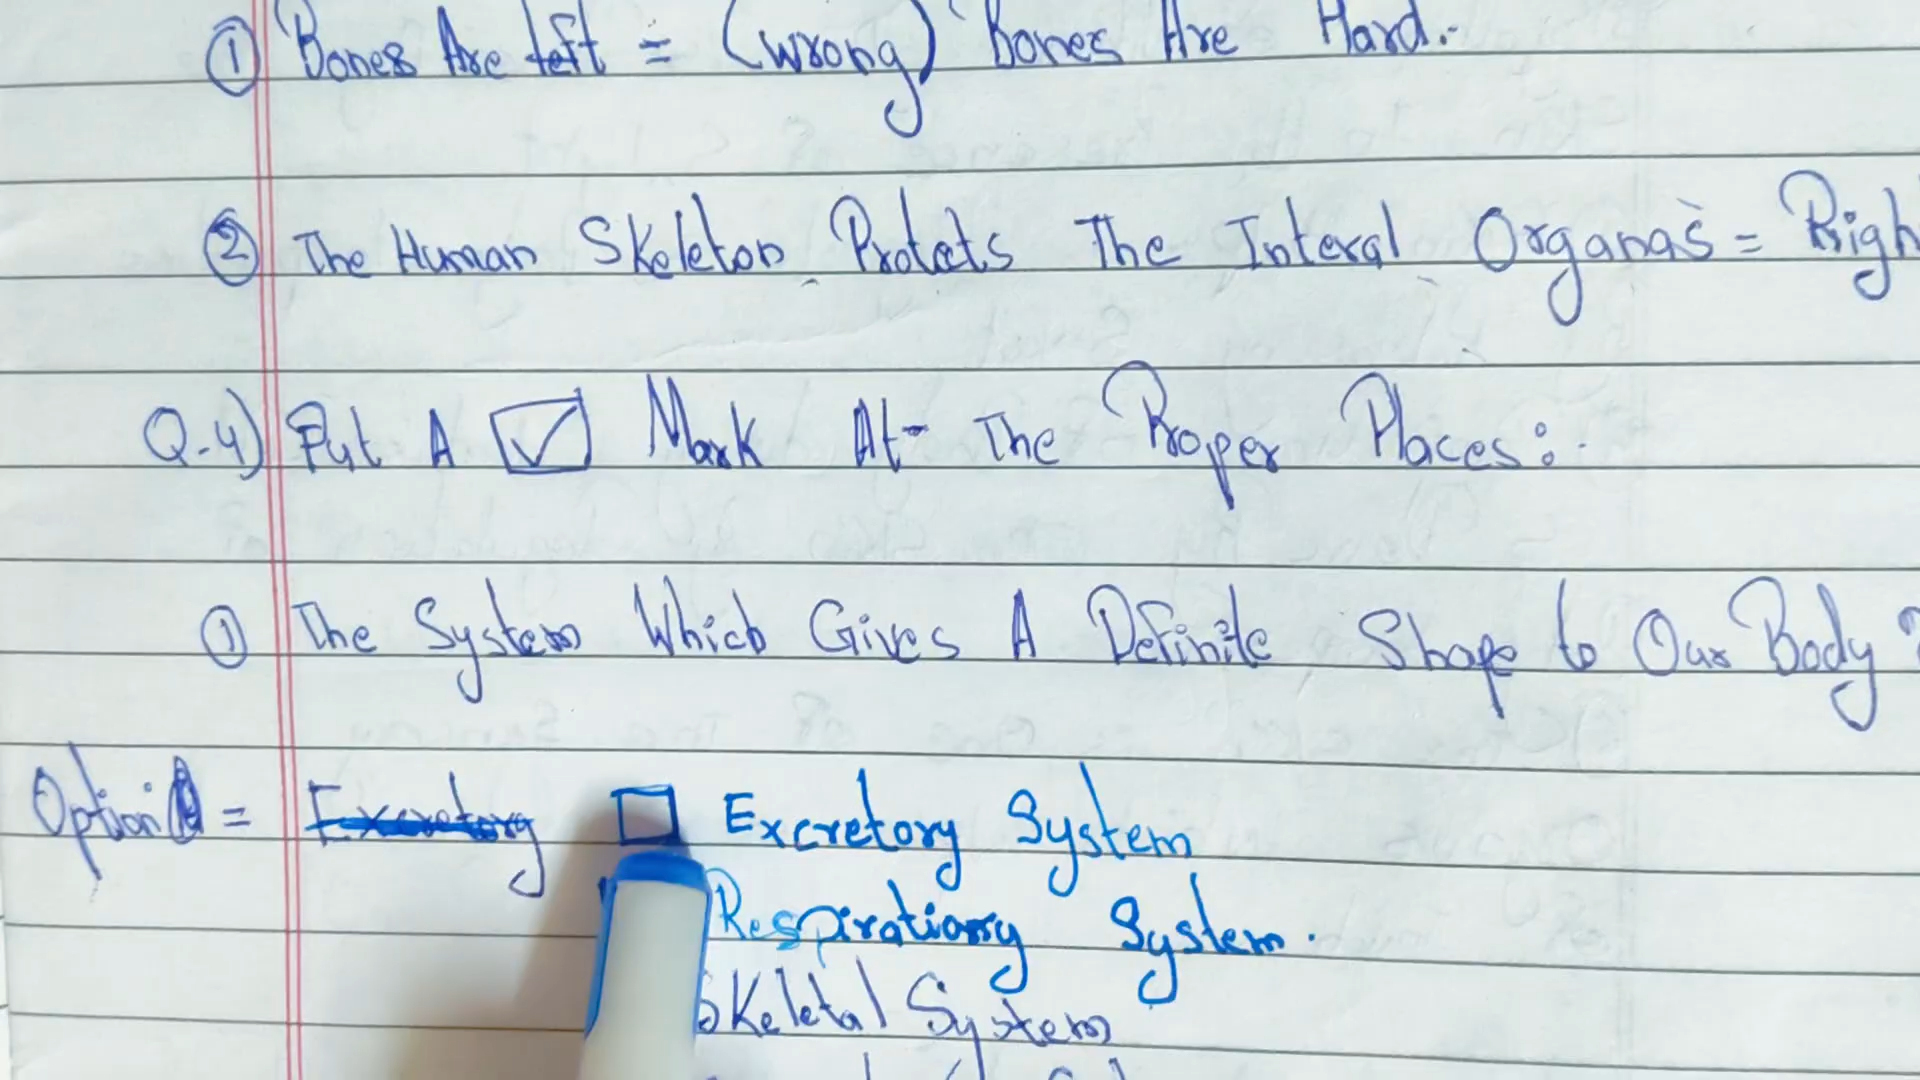 ① Bones Are left = (wrong) Bones Are Hard.
② The Human Skeleton Protects The Interal Organas = Righ
Q.4) Put A ☑ Mark At The Proper Places:
① The System Which Gives A Definite Shape to Our Body ?
Option = Excretory □ Excretory System
Respirationry System.
Skeletal System